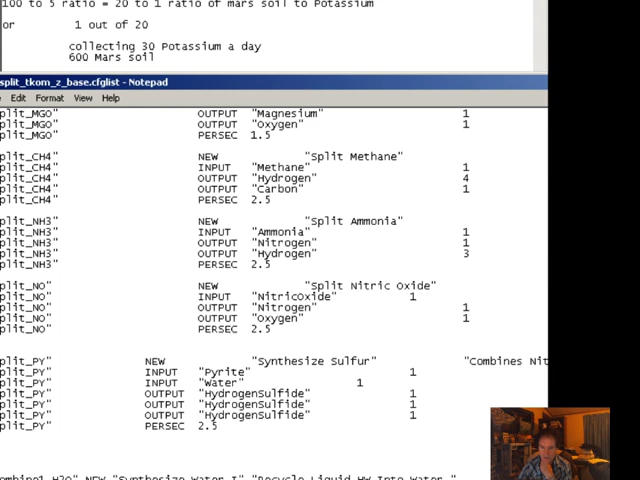 100 to 5 ratio = 20 to 1 ratio of mars soil to Potassium
or 1 out of 20
collecting 30 Potassium a day
600 Mars soil
split_tkom_z_base.cfglist - Notepad
Edit Format View Help
plit_MGO" OUTPUT "Magnesium" 1
plit_MGO" OUTPUT "Oxygen" 1
plit_MGO" PERSEC 1.5
plit_CH4" NEW "Split Methane"
plit_CH4" INPUT "Methane" 1
plit_CH4" OUTPUT "Hydrogen" 4
plit_CH4" OUTPUT "Carbon" 1
plit_CH4" PERSEC 2.5
plit_NH3" NEW "Split Ammonia"
plit_NH3" INPUT "Ammonia" 1
plit_NH3" OUTPUT "Nitrogen" 1
plit_NH3" OUTPUT "Hydrogen" 3
plit_NH3" PERSEC 2.5
plit_NO" NEW "Split Nitric Oxide"
plit_NO" INPUT "NitricOxide" 1
plit_NO" OUTPUT "Nitrogen" 1
plit_NO" OUTPUT "Oxygen" 1
plit_NO" PERSEC 2.5
plit_PY" NEW "Synthesize Sulfur" "Combines Nit
plit_PY" INPUT "Pyrite" 1
plit_PY" INPUT "Water" 1
plit_PY" OUTPUT "HydrogenSulfide" 1
plit_PY" OUTPUT "HydrogenSulfide" 1
plit_PY" OUTPUT "HydrogenSulfide" 1
plit_PY" PERSEC 2.5
NEW "Synthesize Water I" "Recycle Liquid HW Into Water "